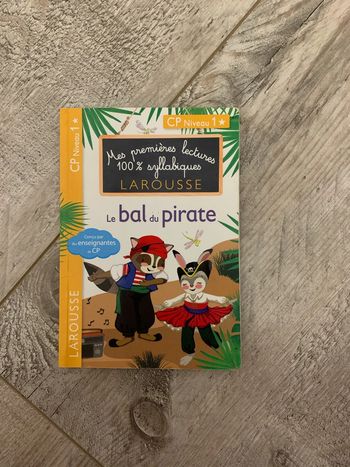 CP Niveau 1
CP Niveau 1
Mes premières lectures
100 % syllabiques
LAROUSSE
Le bal du pirate
Conçu par
des enseignantes
de CP
LAROUSSE